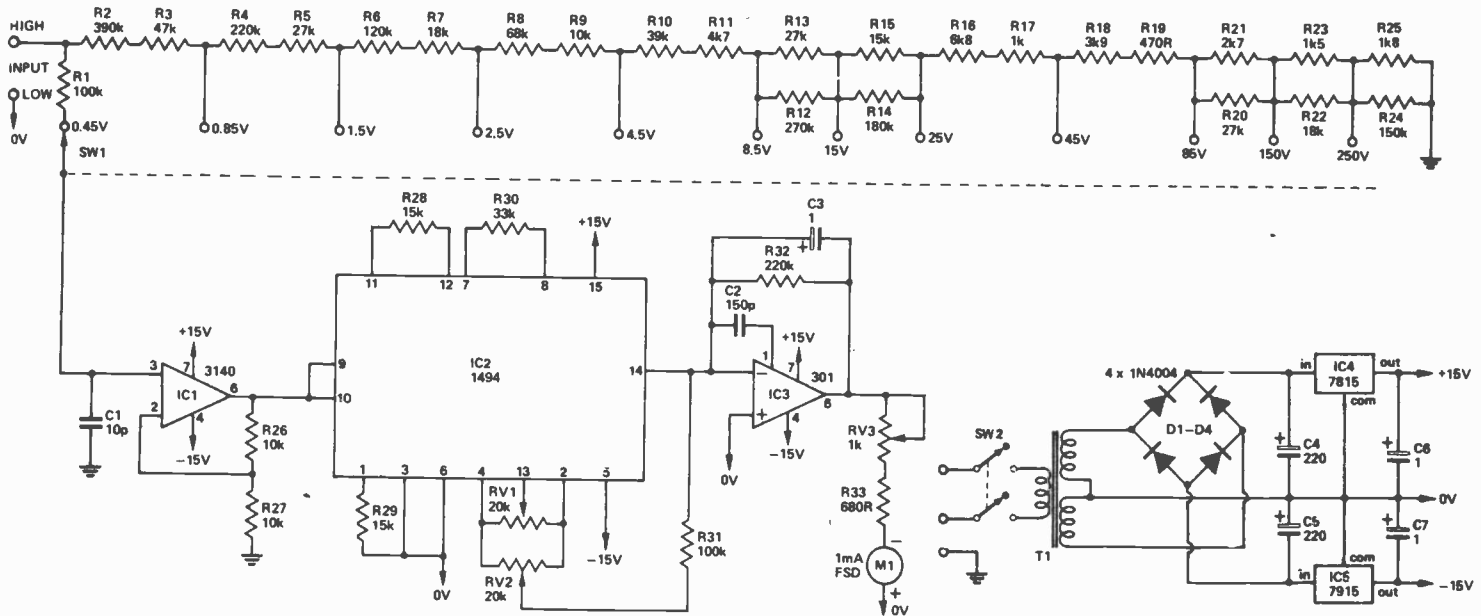 HIGH
INPUT
LOW
0V
R2
390k
R3
47k
R4
220k
R5
27k
R6
120k
R7
18k
R8
68k
R9
10k
R10
39k
R11
4k7
R13
27k
R15
15k
R16
6k8
R17
1k
R18
3k9
R19
470R
R21
2k7
R23
1k5
R25
1k8
R1
100k
R12
270k
R14
180k
R20
27k
R22
18k
R24
150k
0.45V
0.85V
1.5V
2.5V
4.5V
8.5V
15V
25V
45V
85V
150V
250V
SW1
R28
15k
R30
33k
+15V
11
12
7
8
15
C3
1
+
R32
220k
C2
150p
+15V
7
3140
3
2
6
IC1
4
-15V
C1
10p
R26
10k
R27
10k
9
10
IC2
1494
14
1
3
6
4
13
2
5
R29
15k
0V
RV1
20k
RV2
20k
-15V
R31
100k
+15V
1
7
301
−
IC3
+
6
4
-15V
0V
RV3
1k
R33
680R
−
1mA
FSD
M1
+
0V
SW2
T1
4 x 1N4004
D1–D4
+
C4
220
+
C5
220
in
IC4
7815
out
com
+15V
+
C6
1
0V
+
C7
1
com
in
IC5
7915
out
-15V